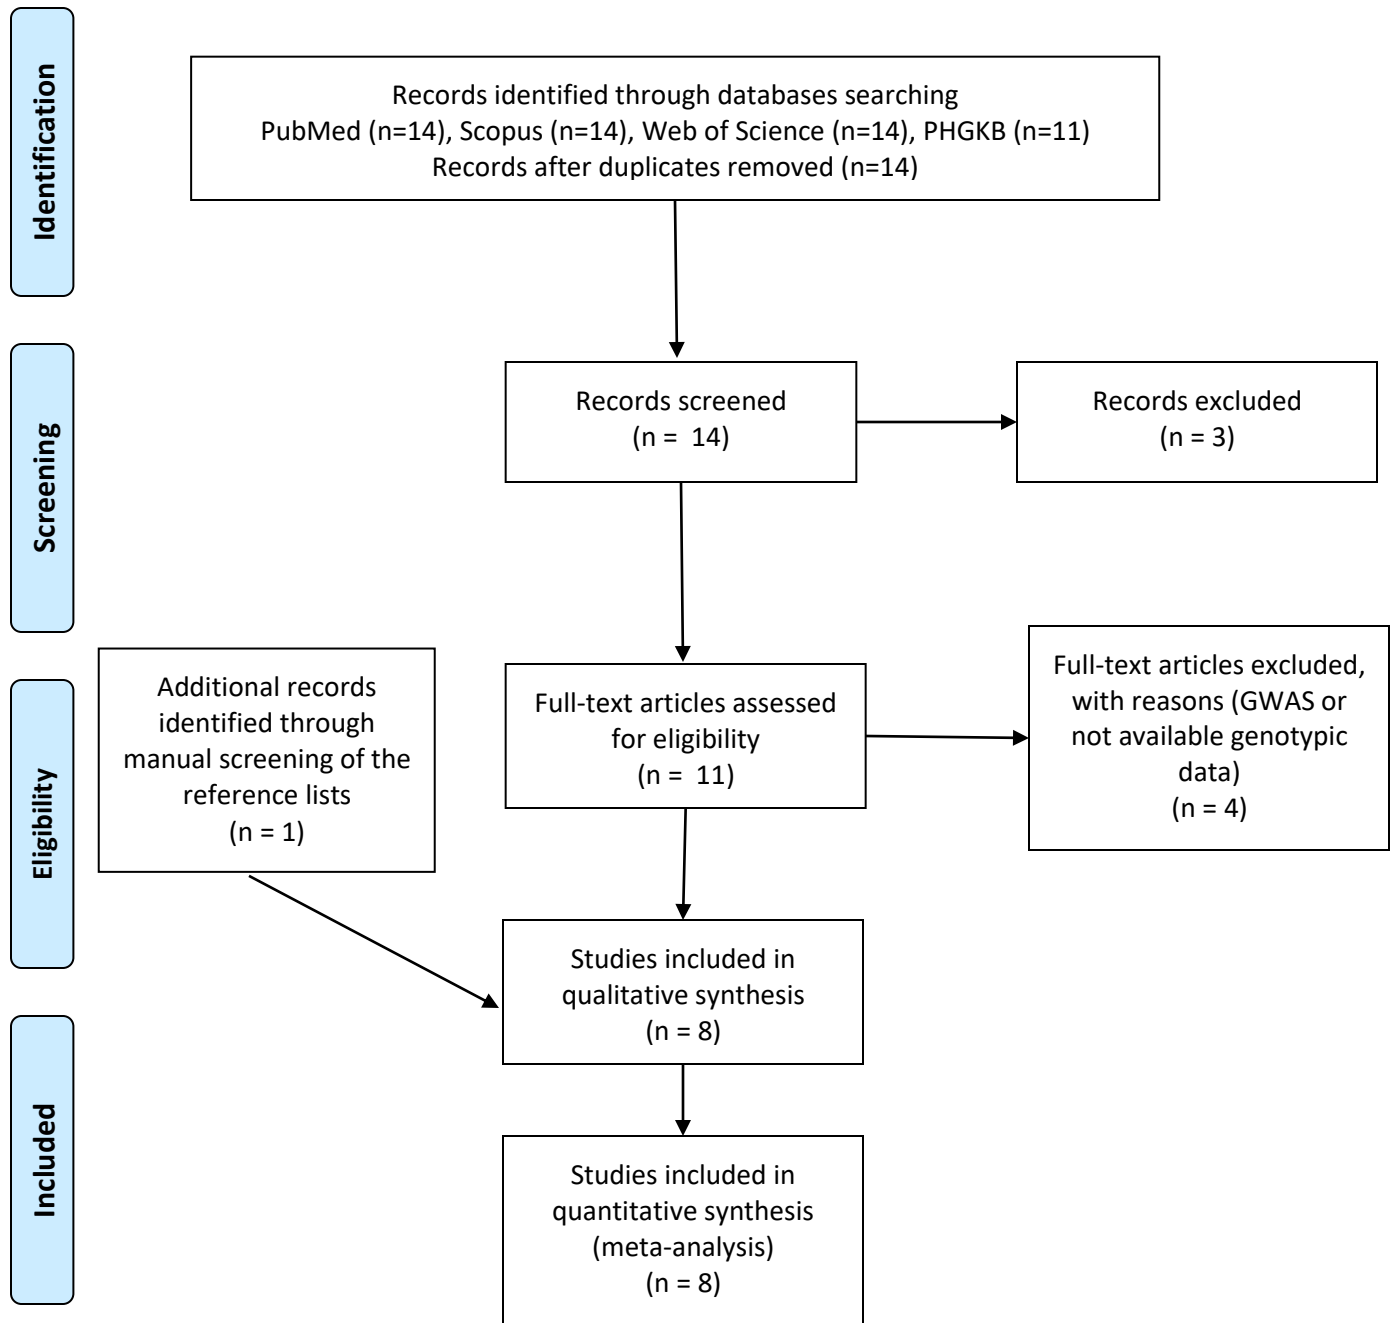 Identification
Records identified through databases searching
PubMed (n=14), Scopus (n=14), Web of Science (n=14), PHGKB (n=11)
Records after duplicates removed (n=14)
Screening
Records screened
(n =  14)
Records excluded
(n = 3)
Eligibility
Additional records
identified through
manual screening of the
reference lists
(n = 1)
Full-text articles assessed
for eligibility
(n =  11)
Full-text articles excluded,
with reasons (GWAS or
not available genotypic
data)
(n = 4)
Studies included in
qualitative synthesis
(n = 8)
Included
Studies included in
quantitative synthesis
(meta-analysis)
(n = 8)